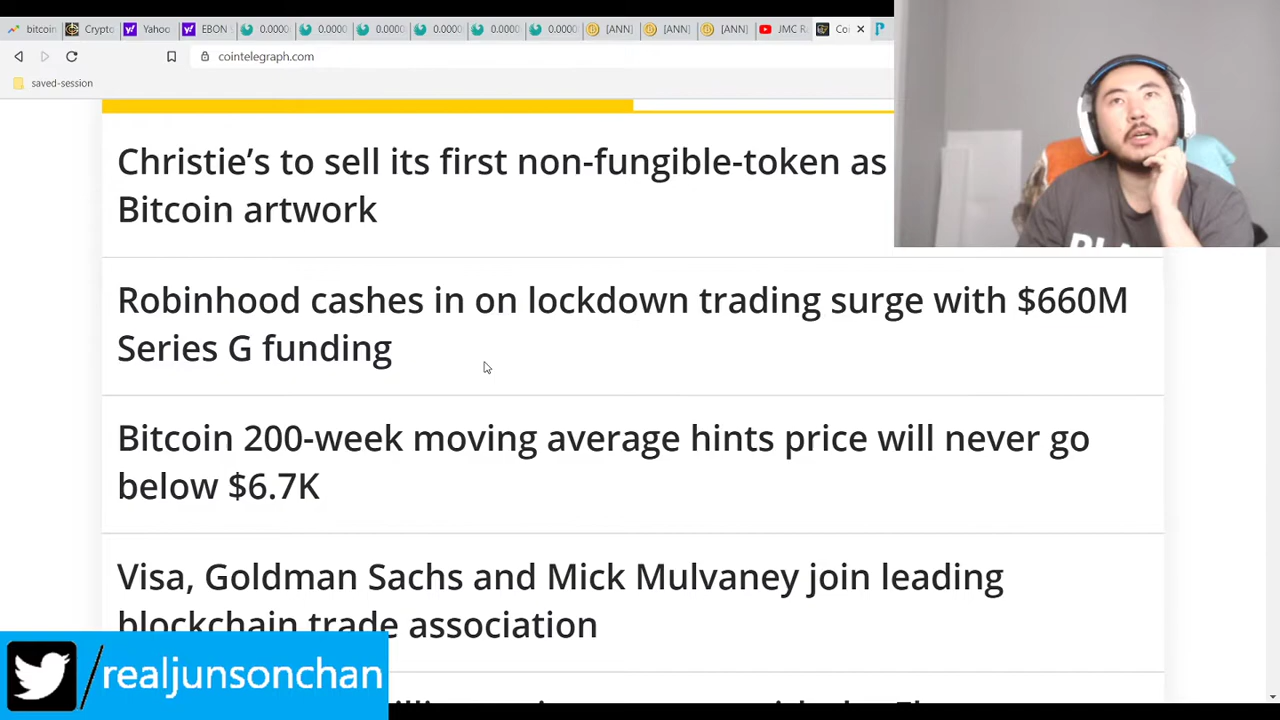 bitcoin
Crypto
Yahoo
EBON
0.0000
0.0000
0.0000
0.0000
0.0000
0.0000
[ANN]
[ANN]
[ANN]
JMC R
Co
cointelegraph.com
saved-session
Christie's to sell its first non-fungible-token as
Bitcoin artwork
Robinhood cashes in on lockdown trading surge with $660M
Series G funding
Bitcoin 200-week moving average hints price will never go
below $6.7K
Visa, Goldman Sachs and Mick Mulvaney join leading
blockchain trade association
/realjunsonchan